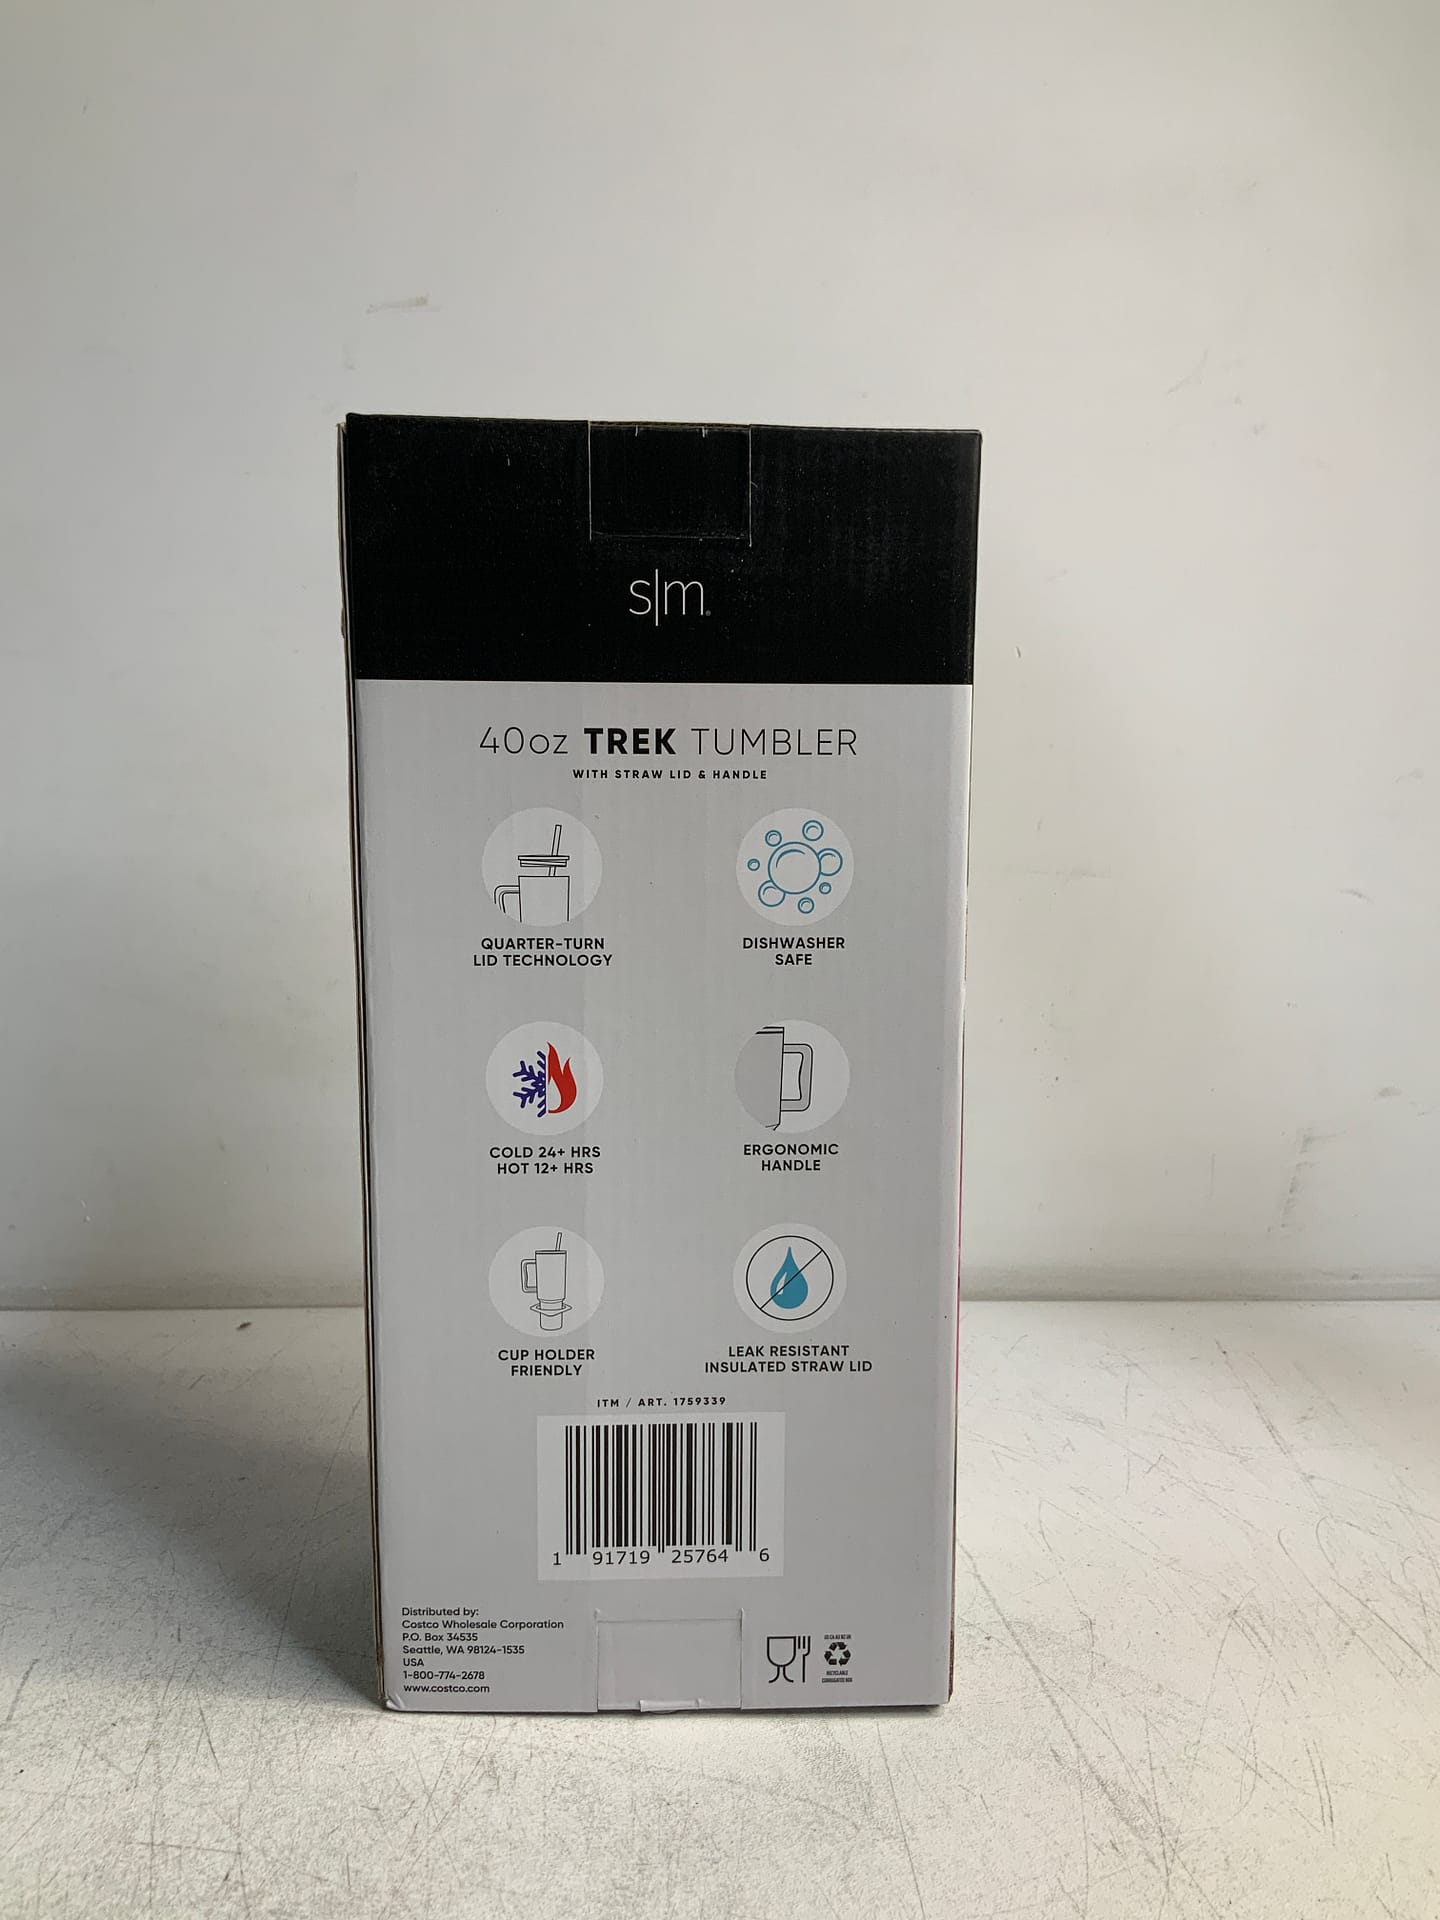 s|m.
40oz TREK TUMBLER
WITH STRAW LID & HANDLE
QUARTER-TURN
LID TECHNOLOGY
DISHWASHER
SAFE
COLD 24+ HRS
HOT 12+ HRS
ERGONOMIC
HANDLE
CUP HOLDER
FRIENDLY
LEAK RESISTANT
INSULATED STRAW LID
ITM / ART. 1759339
1 91719 25764 6
Distributed by:
Costco Wholesale Corporation
P.O. Box 34535
Seattle, WA 98124-1535
USA
1-800-774-2678
www.costco.com
RECYCLABLE
CORRUGATED BOX